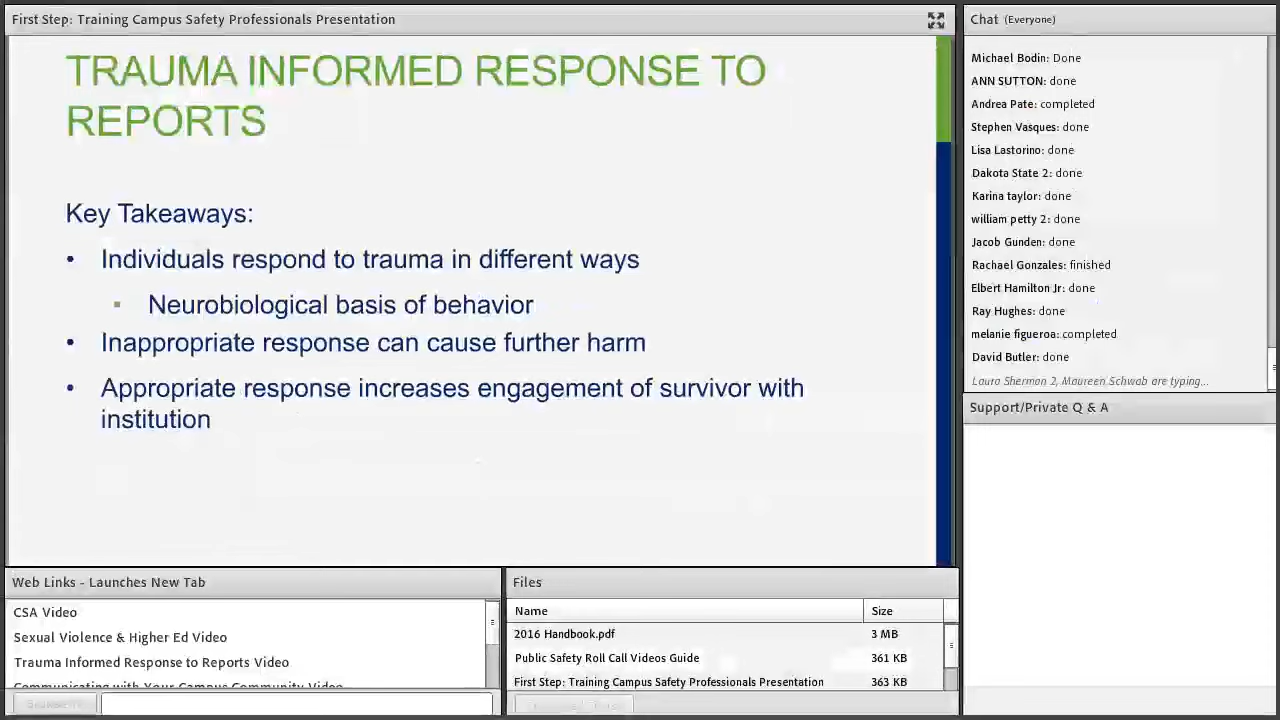 First Step: Training Campus Safety Professionals Presentation
TRAUMA INFORMED RESPONSE TO
REPORTS
Key Takeaways:
• Individuals respond to trauma in different ways
▪ Neurobiological basis of behavior
• Inappropriate response can cause further harm
• Appropriate response increases engagement of survivor with
institution
Chat (Everyone)
Michael Bodin: Done
ANN SUTTON: done
Andrea Pate: completed
Stephen Vasques: done
Lisa Lastorino: done
Dakota State 2: done
Karina taylor: done
william petty 2: done
Jacob Gunden: done
Rachael Gonzales: finished
Elbert Hamilton Jr: done
Ray Hughes: done
melanie figueroa: completed
David Butler: done
Laura Sherman 2, Maureen Schwab are typing...
Support/Private Q & A
Web Links - Launches New Tab
CSA Video
Sexual Violence & Higher Ed Video
Trauma Informed Response to Reports Video
Communicating with Your Campus Community Video
Files
Name Size
2016 Handbook.pdf 3 MB
Public Safety Roll Call Videos Guide 361 KB
First Step: Training Campus Safety Professionals Presentation 363 KB